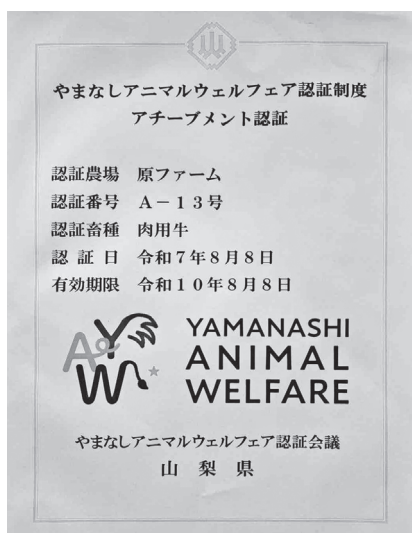 やまなしアニマルウェルフェア認証制度
アチーブメント認証
認証農場 原ファーム
認証番号 A－13号
認証畜種 肉用牛
認証日 令和7年8月8日
有効期限 令和10年8月8日
AYW
YAMANASHI
ANIMAL
WELFARE
やまなしアニマルウェルフェア認証会議
山梨県